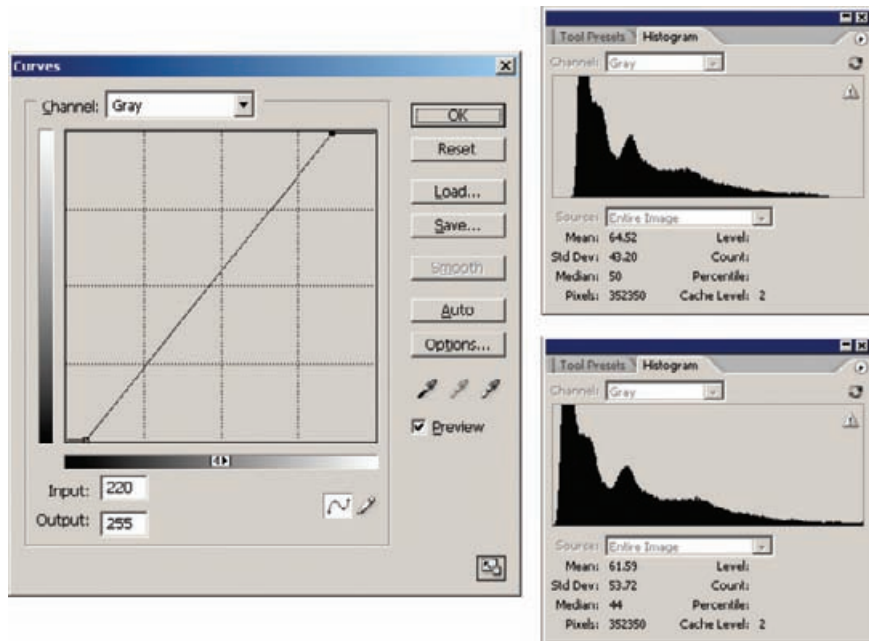 Curves
Channel: Gray
OK
Reset
Load...
Save...
Smooth
Auto
Options...
Preview
Input: 220
Output: 255
Tool Presets Histogram
Channel: Gray
Source: Entire Image
Mean: 64.52 Level:
Std Dev: 43.20 Count:
Median: 50 Percentile:
Pixels: 352350 Cache Level: 2
Tool Presets Histogram
Channel: Gray
Source: Entire Image
Mean: 61.59 Level:
Std Dev: 53.72 Count:
Median: 44 Percentile:
Pixels: 352350 Cache Level: 2